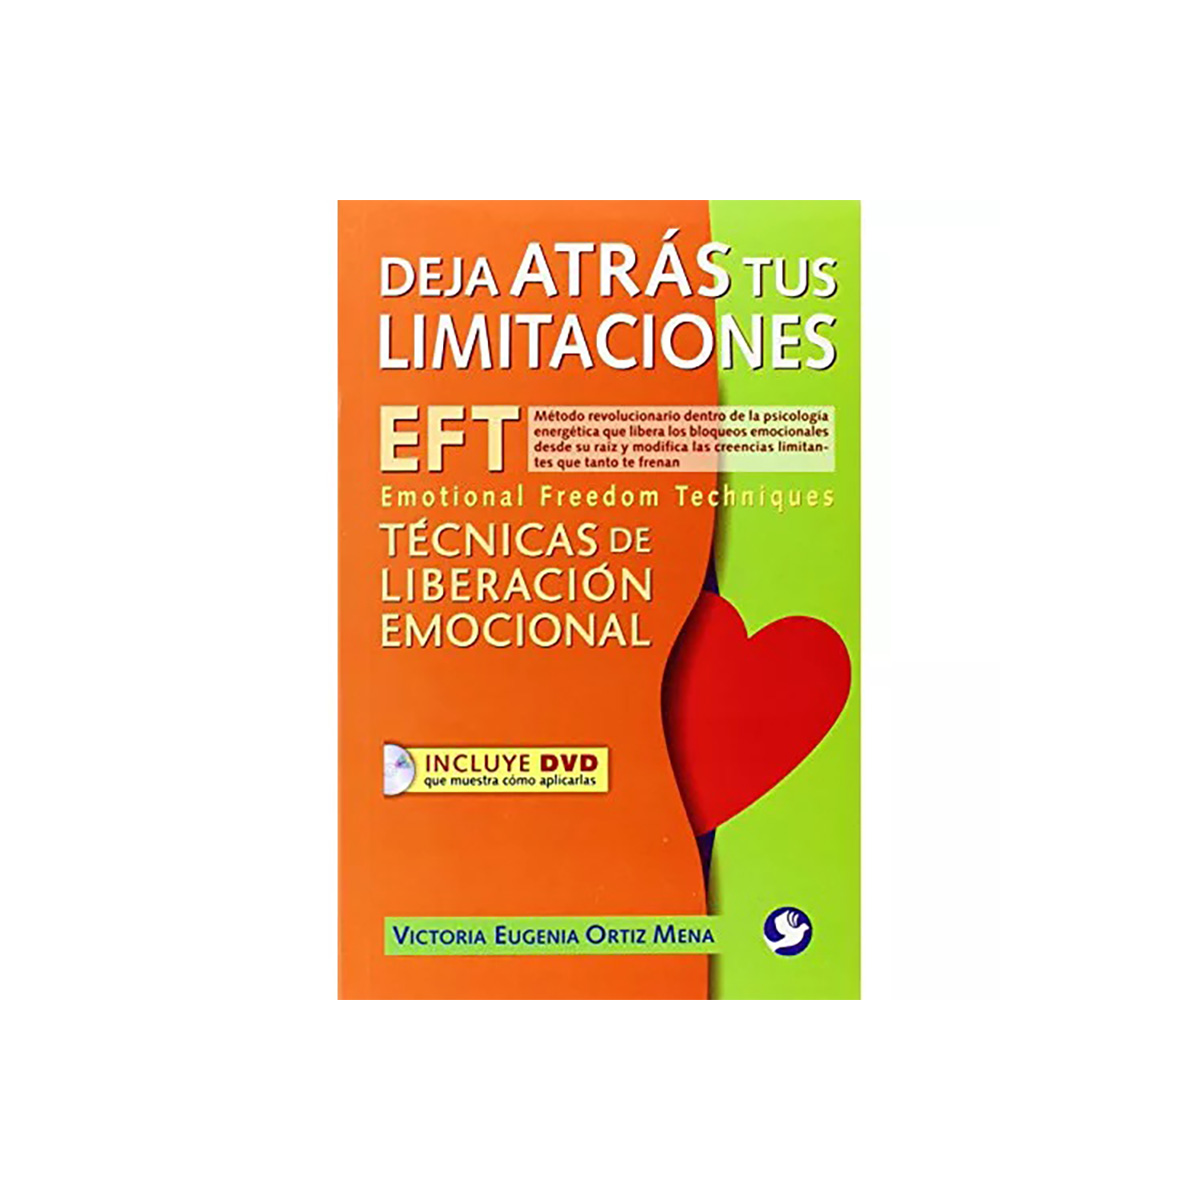 DEJA ATRÁS TUS
LIMITACIONES
EFT
Método revolucionario dentro de la psicología
energética que libera los bloqueos emocionales
desde su raíz y modifica las creencias limitan-
tes que tanto te frenan
Emotional Freedom Techniques
TÉCNICAS DE
LIBERACIÓN
EMOCIONAL
INCLUYE DVD
que muestra cómo aplicarlas
VICTORIA EUGENIA ORTIZ MENA